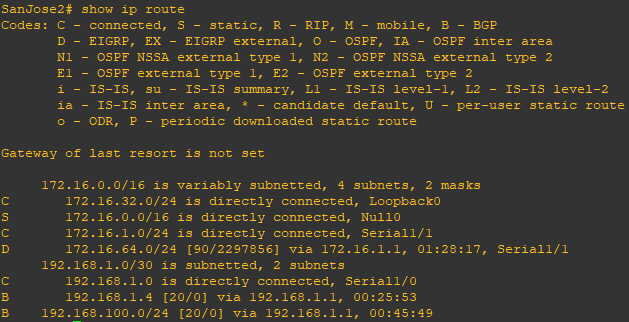 SanJose2# show ip route
Codes: C - connected, S - static, R - RIP, M - mobile, B - BGP
D - EIGRP, EX - EIGRP external, O - OSPF, IA - OSPF inter area
N1 - OSPF NSSA external type 1, N2 - OSPF NSSA external type 2
E1 - OSPF external type 1, E2 - OSPF external type 2
i - IS-IS, su - IS-IS summary, L1 - IS-IS level-1, L2 - IS-IS level-2
ia - IS-IS inter area, * - candidate default, U - per-user static route
o - ODR, P - periodic downloaded static route
Gateway of last resort is not set
172.16.0.0/16 is variably subnetted, 4 subnets, 2 masks
C 172.16.32.0/24 is directly connected, Loopback0
S 172.16.0.0/16 is directly connected, Null0
C 172.16.1.0/24 is directly connected, Serial1/1
D 172.16.64.0/24 [90/2297856] via 172.16.1.1, 01:28:17, Serial1/1
192.168.1.0/30 is subnetted, 2 subnets
C 192.168.1.0 is directly connected, Serial1/0
B 192.168.1.4 [20/0] via 192.168.1.1, 00:25:53
B 192.168.100.0/24 [20/0] via 192.168.1.1, 00:45:49